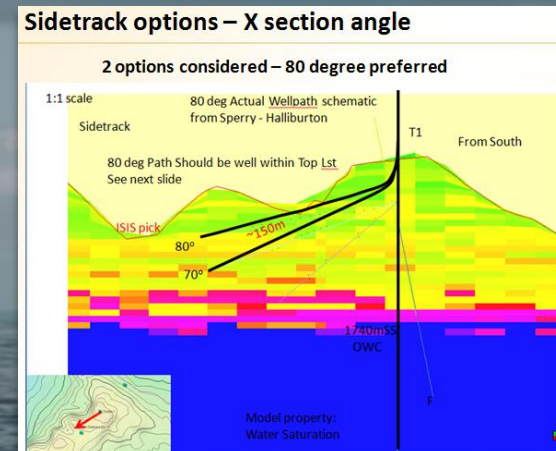 Sidetrack options – X section angle
2 options considered – 80 degree preferred
1:1 scale
80 deg Actual Wellpath schematic
from Sperry - Halliburton
Sidetrack
T1
From South
80 deg Path Should be well within Top Lst
See next slide
ISIS pick
~150m
80º
70º
1740mSS
OWC
F
Model property:
Water Saturation